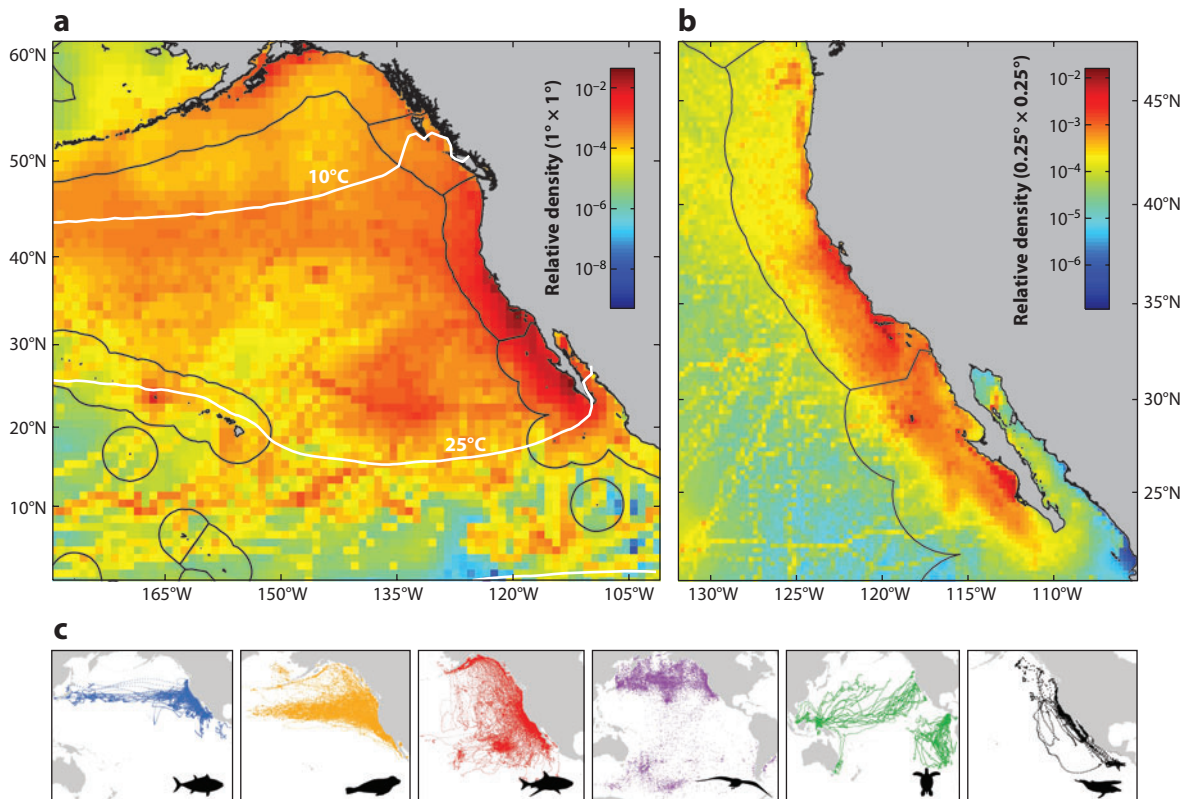 a
60°N
50°N
40°N
30°N
20°N
10°N
165°W
150°W
135°W
120°W
105°W
10°C
25°C
Relative density (1° × 1°)
10⁻²
10⁻⁴
10⁻⁶
10⁻⁸
b
45°N
40°N
35°N
30°N
25°N
130°W
125°W
120°W
115°W
110°W
Relative density (0.25° × 0.25°)
10⁻²
10⁻³
10⁻⁴
10⁻⁵
10⁻⁶
c